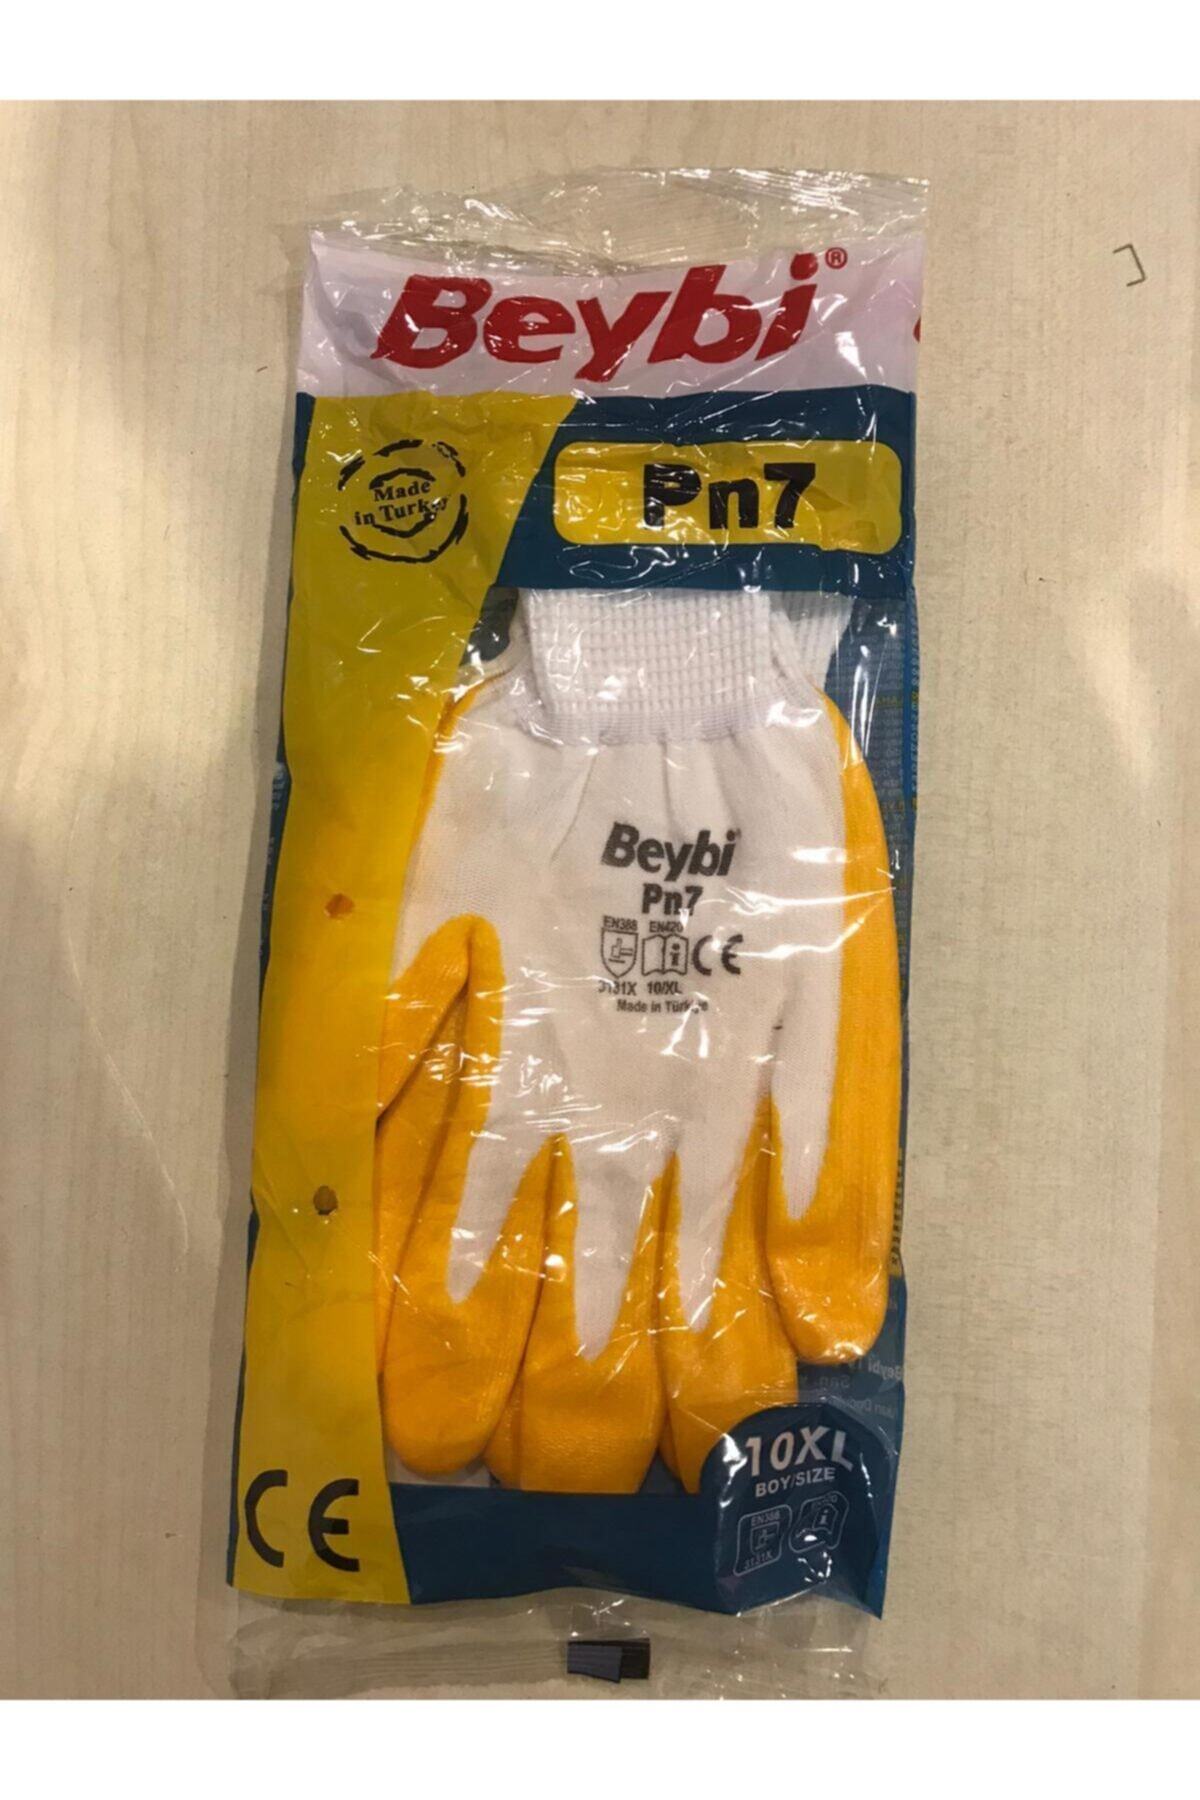 Beybi®
Made
in Turkey
Pn7
Beybi
Pn7
EN388 EN420
CE
3131X 10/XL
Made in Türkiye
10XL
BOY/SIZE
EN388
3131X
CE